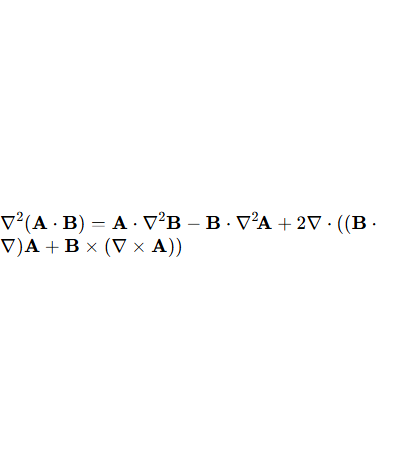 ∇²(𝐀 · 𝐁) = 𝐀 · ∇²𝐁 − 𝐁 · ∇²𝐀 + 2∇ · ((𝐁 ·
∇)𝐀 + 𝐁 × (∇ × 𝐀))